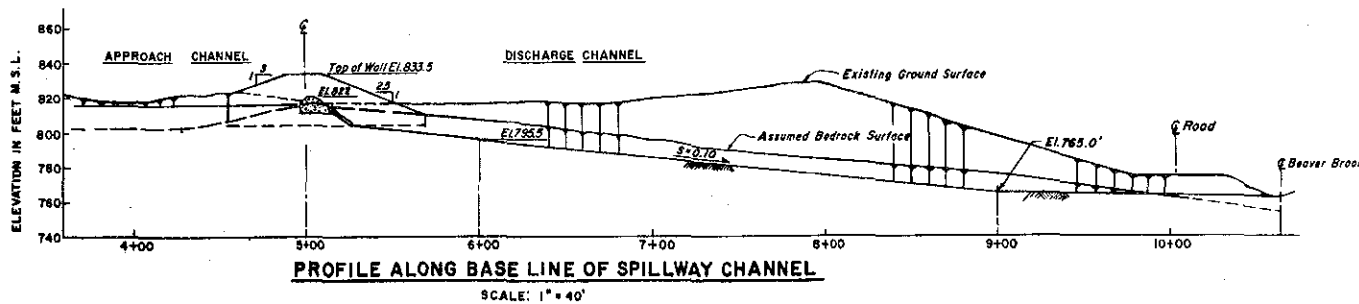 ELEVATION IN FEET M.S.L.
860
840
820
800
780
760
740
APPROACH CHANNEL
℄
DISCHARGE CHANNEL
3
1
Top of Wall El.833.5
2.5
1
El.822
El.795.5
S=0.10
Existing Ground Surface
Assumed Bedrock Surface
El.765.0'
℄ Road
℄ Beaver Brook
4+00
5+00
6+00
7+00
8+00
9+00
10+00
PROFILE ALONG BASE LINE OF SPILLWAY CHANNEL
SCALE: 1" = 40'